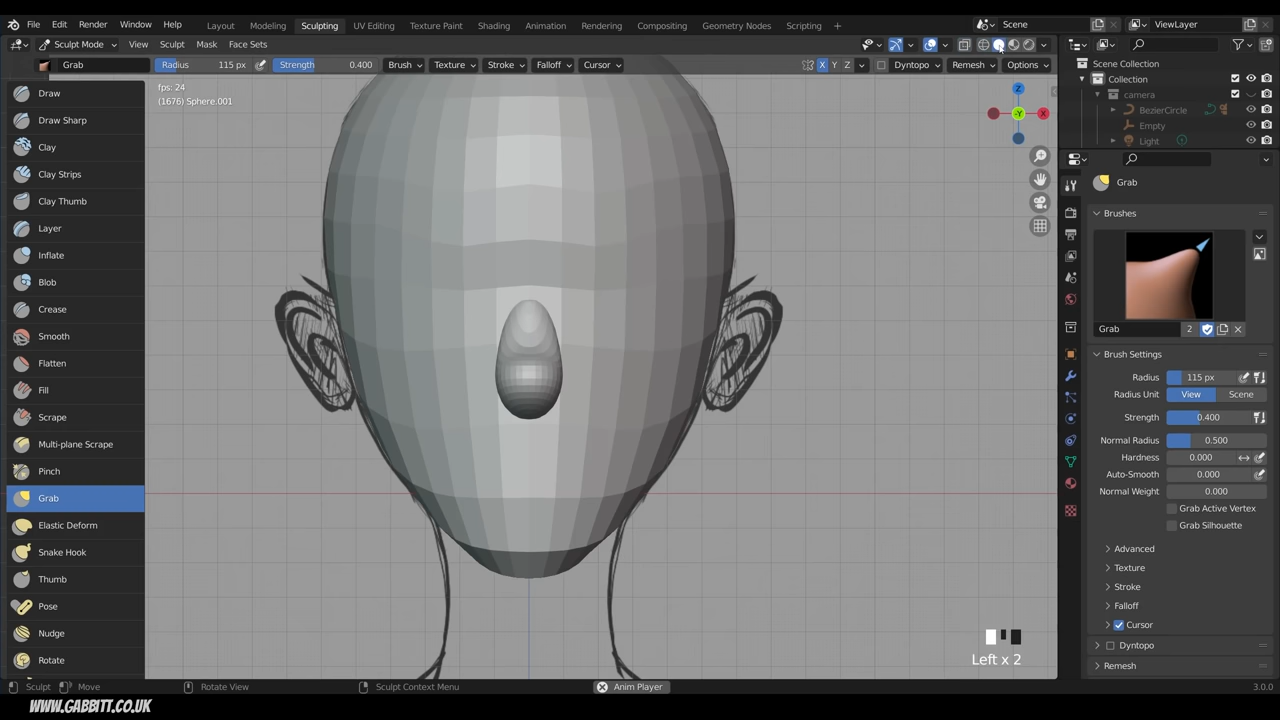 File Edit Render Window Help Layout Modeling Sculpting UV Editing Texture Paint Shading Animation Rendering Compositing Geometry Nodes Scripting + Scene ViewLayer
Sculpt Mode View Sculpt Mask Face Sets
Grab Radius 115 px Strength 0.400 Brush Texture Stroke Falloff Cursor X Y Z Dyntopo Remesh Options
Scene Collection
Collection
camera
BezierCircle
Empty
Light
fps: 24
(1676) Sphere.001
Z
-Y
X
Draw
Draw Sharp
Clay
Clay Strips
Clay Thumb
Layer
Inflate
Blob
Crease
Smooth
Flatten
Fill
Scrape
Multi-plane Scrape
Pinch
Grab
Elastic Deform
Snake Hook
Thumb
Pose
Nudge
Rotate
Grab
Brushes
Grab 2
Brush Settings
Radius 115 px
Radius Unit View Scene
Strength 0.400
Normal Radius 0.500
Hardness 0.000
Auto-Smooth 0.000
Normal Weight 0.000
Grab Active Vertex
Grab Silhouette
Advanced
Texture
Stroke
Falloff
Cursor
Dyntopo
Remesh
Left x 2
Sculpt Move Rotate View Sculpt Context Menu Anim Player 3.0.0
WWW.GABBITT.CO.UK